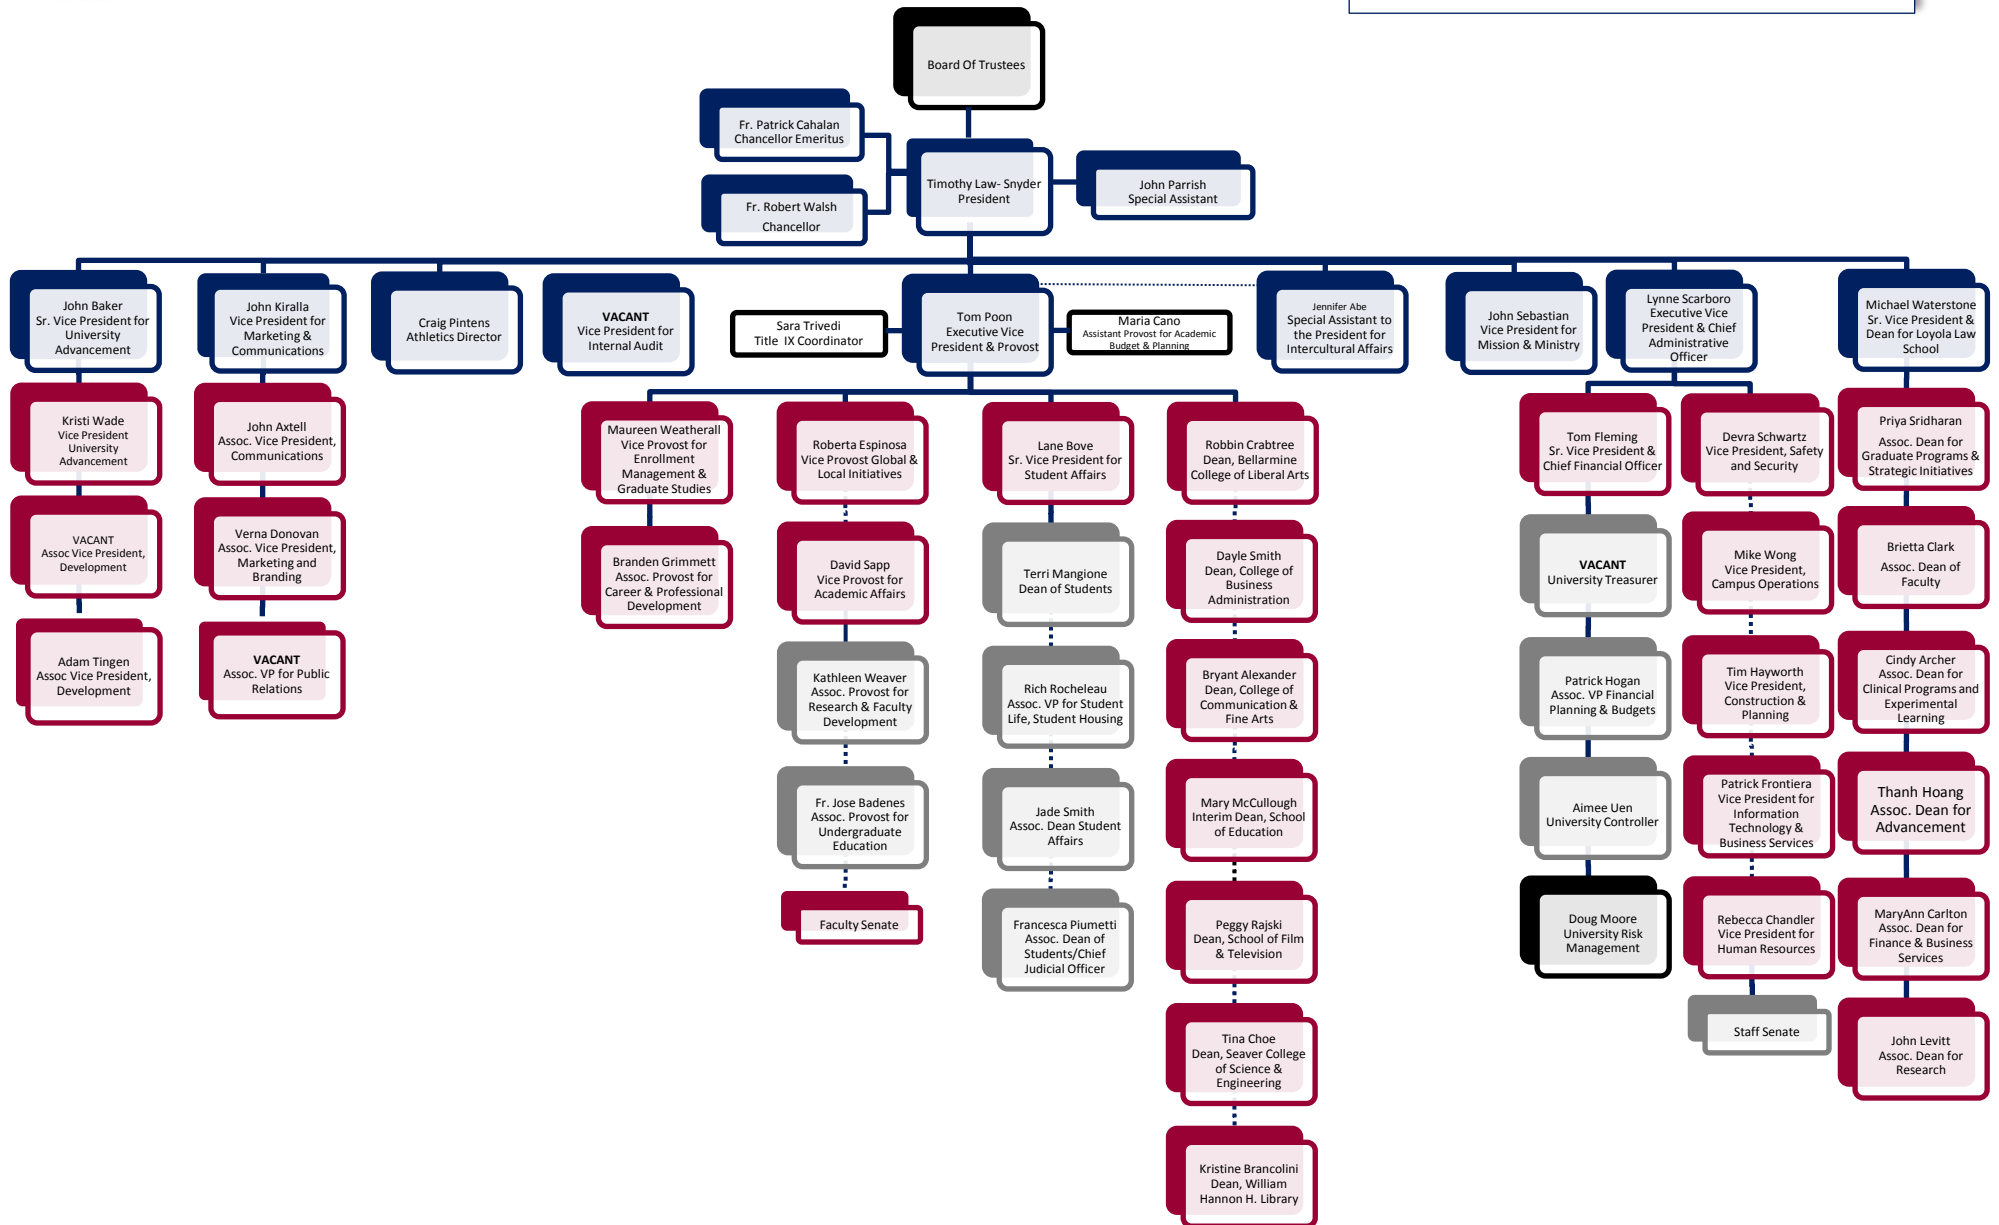 Board Of Trustees
Fr. Patrick Cahalan
Chancellor Emeritus
Timothy Law- Snyder
President
John Parrish
Special Assistant
Fr. Robert Walsh
Chancellor
John Baker
Sr. Vice President for
University
Advancement
John Kiralla
Vice President for
Marketing &
Communications
Craig Pintens
Athletics Director
VACANT
Vice President for
Internal Audit
Sara Trivedi
Title IX Coordinator
Tom Poon
Executive Vice
President & Provost
Maria Cano
Assistant Provost for Academic
Budget & Planning
Jennifer Abe
Special Assistant to
the President for
Intercultural Affairs
John Sebastian
Vice President for
Mission & Ministry
Lynne Scarboro
Executive Vice
President & Chief
Administrative
Officer
Michael Waterstone
Sr. Vice President &
Dean for Loyola Law
School
Kristi Wade
Vice President
University
Advancement
VACANT
Assoc Vice President,
Development
Adam Tingen
Assoc Vice President,
Development
John Axtell
Assoc. Vice President,
Communications
Verna Donovan
Assoc. Vice President,
Marketing and
Branding
VACANT
Assoc. VP for Public
Relations
Maureen Weatherall
Vice Provost for
Enrollment
Management &
Graduate Studies
Branden Grimmett
Assoc. Provost for
Career & Professional
Development
Roberta Espinosa
Vice Provost Global &
Local Initiatives
David Sapp
Vice Provost for
Academic Affairs
Kathleen Weaver
Assoc. Provost for
Research & Faculty
Development
Fr. Jose Badenes
Assoc. Provost for
Undergraduate
Education
Faculty Senate
Lane Bove
Sr. Vice President for
Student Affairs
Terri Mangione
Dean of Students
Rich Rocheleau
Assoc. VP for Student
Life, Student Housing
Jade Smith
Assoc. Dean Student
Affairs
Francesca Piumetti
Assoc. Dean of
Students/Chief
Judicial Officer
Robbin Crabtree
Dean, Bellarmine
College of Liberal Arts
Dayle Smith
Dean, College of
Business
Administration
Bryant Alexander
Dean, College of
Communication &
Fine Arts
Mary McCullough
Interim Dean, School
of Education
Peggy Rajski
Dean, School of Film
& Television
Tina Choe
Dean, Seaver College
of Science &
Engineering
Kristine Brancolini
Dean, William
Hannon H. Library
Tom Fleming
Sr. Vice President &
Chief Financial Officer
VACANT
University Treasurer
Patrick Hogan
Assoc. VP Financial
Planning & Budgets
Aimee Uen
University Controller
Doug Moore
University Risk
Management
Devra Schwartz
Vice President, Safety
and Security
Mike Wong
Vice President,
Campus Operations
Tim Hayworth
Vice President,
Construction &
Planning
Patrick Frontiera
Vice President for
Information
Technology &
Business Services
Rebecca Chandler
Vice President for
Human Resources
Staff Senate
Priya Sridharan
Assoc. Dean for
Graduate Programs &
Strategic Initiatives
Brietta Clark
Assoc. Dean of
Faculty
Cindy Archer
Assoc. Dean for
Clinical Programs and
Experimental
Learning
Thanh Hoang
Assoc. Dean for
Advancement
MaryAnn Carlton
Assoc. Dean for
Finance & Business
Services
John Levitt
Assoc. Dean for
Research